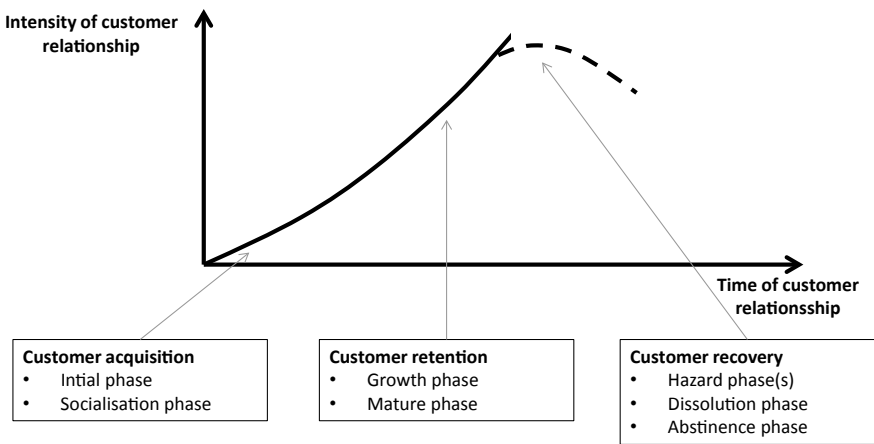 Intensity of customer
relationship
Time of customer
relationsship
Customer acquisition
• Intial phase
• Socialisation phase
Customer retention
• Growth phase
• Mature phase
Customer recovery
• Hazard phase(s)
• Dissolution phase
• Abstinence phase